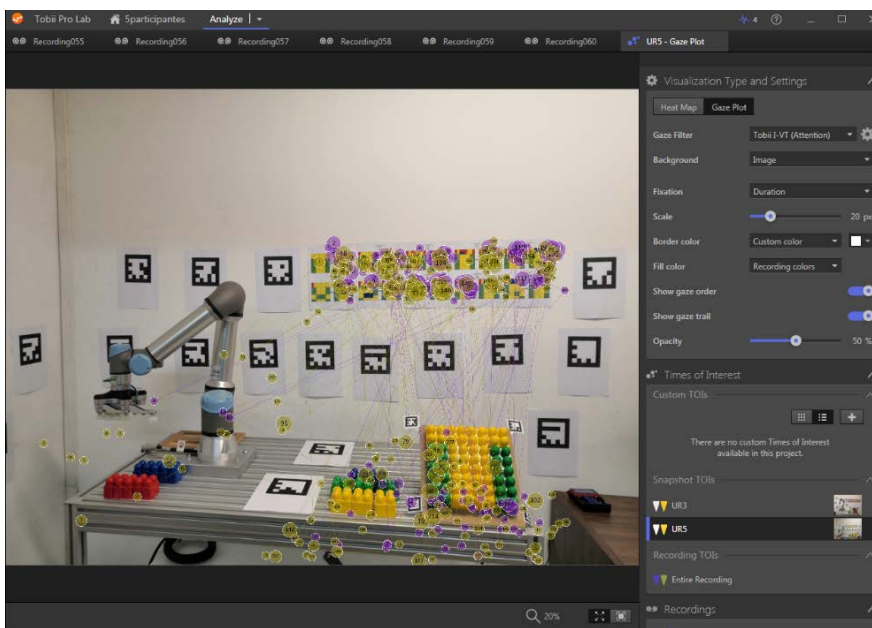 Tobii Pro Lab 5participantes Analyze 4
Recording055 Recording056 Recording057 Recording058 Recording059 Recording060 UR5 - Gaze Plot
Visualization Type and Settings
Heat Map Gaze Plot
Gaze Filter Tobii I-VT (Attention)
Background Image
Fixation Duration
Scale 20 px
Border color Custom color
Fill color Recording colors
Show gaze order
Show gaze trail
Opacity 50 %
Times of Interest
Custom TOIs
There are no custom Times of Interest
available in this project.
Snapshot TOIs
UR3
UR5
Recording TOIs
Entire Recording
Recordings
20%